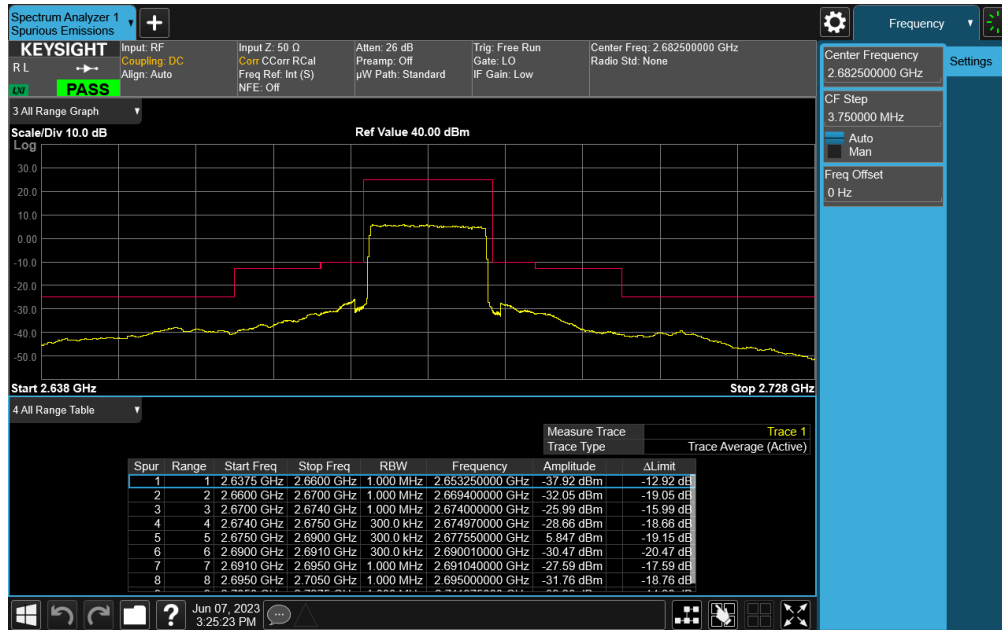 Spectrum Analyzer 1
Spurious Emissions
Frequency
KEYSIGHT
R L
LXI
PASS
Input: RF
Coupling: DC
Align: Auto
Input Z: 50 Ω
Corr CCorr RCal
Freq Ref: Int (S)
NFE: Off
Atten: 26 dB
Preamp: Off
µW Path: Standard
Trig: Free Run
Gate: LO
IF Gain: Low
Center Freq: 2.682500000 GHz
Radio Std: None
Center Frequency
2.682500000 GHz
Settings
CF Step
3.750000 MHz
Auto
Man
Freq Offset
0 Hz
3 All Range Graph
Scale/Div 10.0 dB
Ref Value 40.00 dBm
Log
30.0
20.0
10.0
0.00
-10.0
-20.0
-30.0
-40.0
-50.0
Start 2.638 GHz
Stop 2.728 GHz
4 All Range Table
Measure Trace Trace 1
Trace Type Trace Average (Active)
Spur Range Start Freq Stop Freq RBW Frequency Amplitude ΔLimit
1 1 2.6375 GHz 2.6600 GHz 1.000 MHz 2.653250000 GHz -37.92 dBm -12.92 dB
2 2 2.6600 GHz 2.6700 GHz 1.000 MHz 2.669400000 GHz -32.05 dBm -19.05 dB
3 3 2.6700 GHz 2.6740 GHz 1.000 MHz 2.674000000 GHz -25.99 dBm -15.99 dB
4 4 2.6740 GHz 2.6750 GHz 300.0 kHz 2.674970000 GHz -28.66 dBm -18.66 dB
5 5 2.6750 GHz 2.6900 GHz 300.0 kHz 2.677550000 GHz 5.847 dBm -19.15 dB
6 6 2.6900 GHz 2.6910 GHz 300.0 kHz 2.690010000 GHz -30.47 dBm -20.47 dB
7 7 2.6910 GHz 2.6950 GHz 1.000 MHz 2.691040000 GHz -27.59 dBm -17.59 dB
8 8 2.6950 GHz 2.7050 GHz 1.000 MHz 2.695000000 GHz -31.76 dBm -18.76 dB
Jun 07, 2023
3:25:23 PM